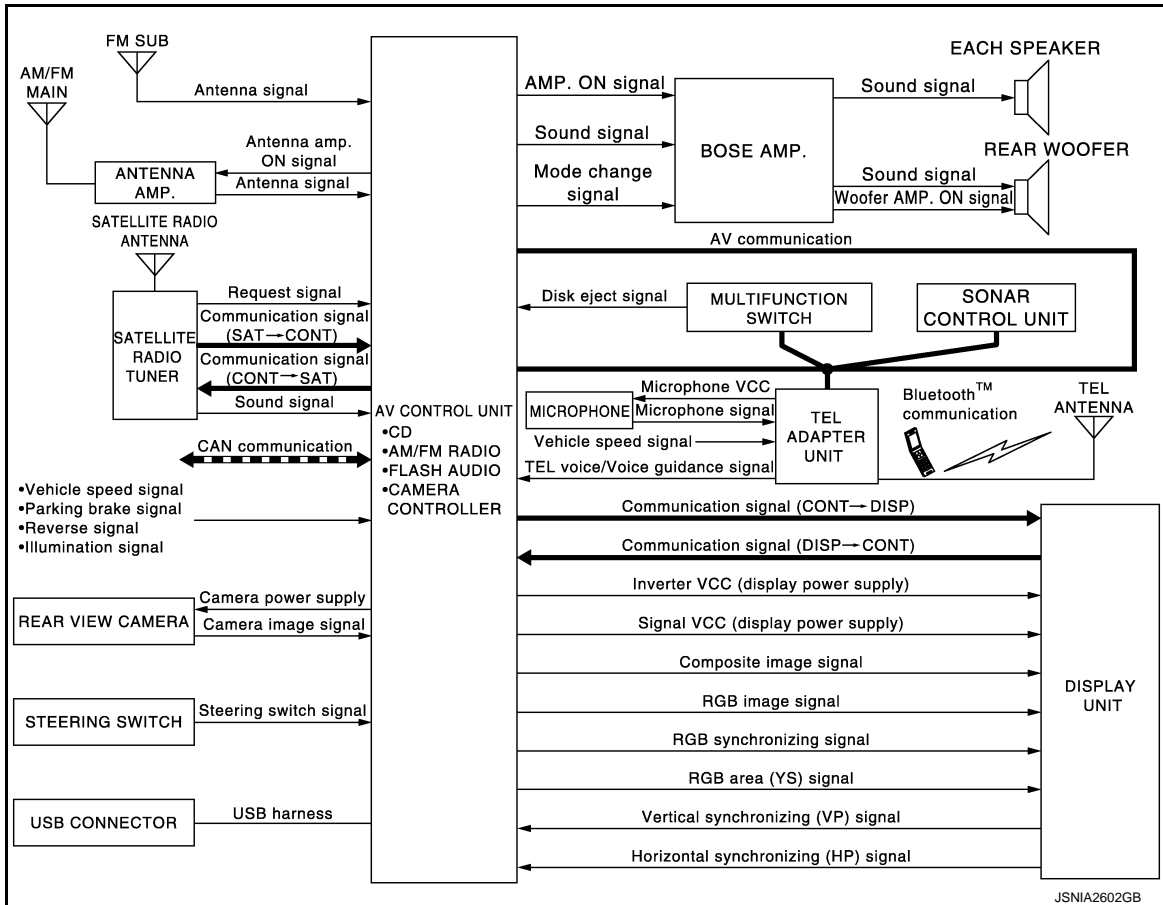 FM SUB
AM/FM
MAIN
Antenna signal
Antenna amp.
ON signal
ANTENNA
AMP.
Antenna signal
SATELLITE RADIO
ANTENNA
Request signal
Communication signal
(SAT→CONT)
SATELLITE
RADIO
TUNER
Communication signal
(CONT→SAT)
Sound signal
CAN communication
•Vehicle speed signal
•Parking brake signal
•Reverse signal
•Illumination signal
REAR VIEW CAMERA
Camera power supply
Camera image signal
STEERING SWITCH
Steering switch signal
USB CONNECTOR
USB harness
AV CONTROL UNIT
•CD
•AM/FM RADIO
•FLASH AUDIO
•CAMERA
CONTROLLER
AMP. ON signal
Sound signal
Mode change
signal
BOSE AMP.
EACH SPEAKER
Sound signal
REAR WOOFER
Sound signal
Woofer AMP. ON signal
AV communication
Disk eject signal
MULTIFUNCTION
SWITCH
SONAR
CONTROL UNIT
Microphone VCC
MICROPHONE
Microphone signal
Vehicle speed signal
TEL voice/Voice guidance signal
TEL
ADAPTER
UNIT
Bluetooth™
communication
TEL
ANTENNA
Communication signal (CONT→DISP)
Communication signal (DISP→CONT)
Inverter VCC (display power supply)
Signal VCC (display power supply)
Composite image signal
RGB image signal
RGB synchronizing signal
RGB area (YS) signal
Vertical synchronizing (VP) signal
Horizontal synchronizing (HP) signal
DISPLAY
UNIT
JSNIA2602GB